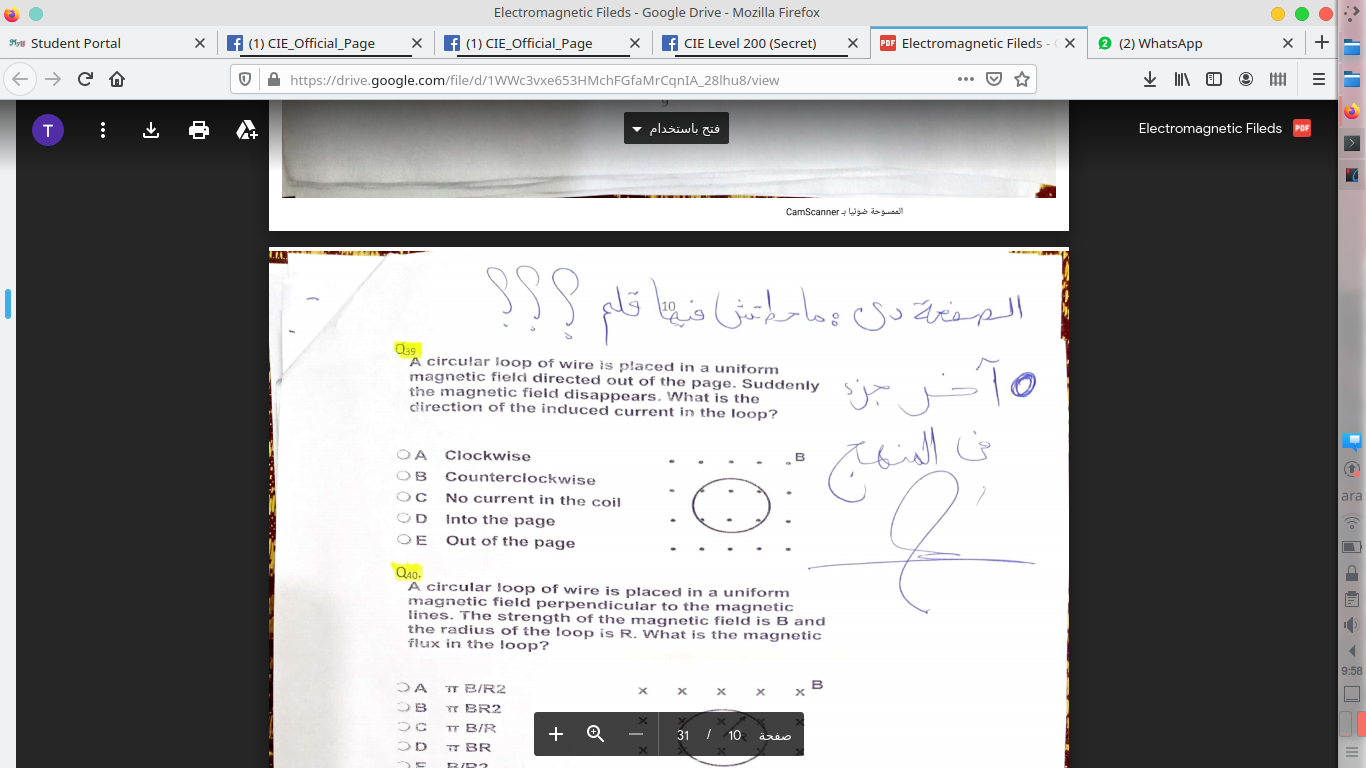 Electromagnetic Fileds - Google Drive - Mozilla Firefox
Student Portal
(1) CIE_Official_Page
(1) CIE_Official_Page
CIE Level 200 (Secret)
Electromagnetic Fileds - G
(2) WhatsApp
https://drive.google.com/file/d/1WWc3vxe653HMchFGfaMrCqnIA_28lhu8/view
T
فتح باستخدام
Electromagnetic Fileds
PDF
الممسوحة ضوئيا بـ CamScanner
10
الصفحة دى : ماحطتش فيها قلم ؟؟؟
آخر جزء
فى المنهج
Q39
A circular loop of wire is placed in a uniform
magnetic field directed out of the page. Suddenly
the magnetic field disappears. What is the
direction of the induced current in the loop?
A Clockwise
B Counterclockwise
C No current in the coil
D Into the page
E Out of the page
B
Q40.
A circular loop of wire is placed in a uniform
magnetic field perpendicular to the magnetic
lines. The strength of the magnetic field is B and
the radius of the loop is R. What is the magnetic
flux in the loop?
A π B/R2
B π BR2
C π B/R
D π BR
E B/R2
B
صفحة 10 / 31
ara
9:58